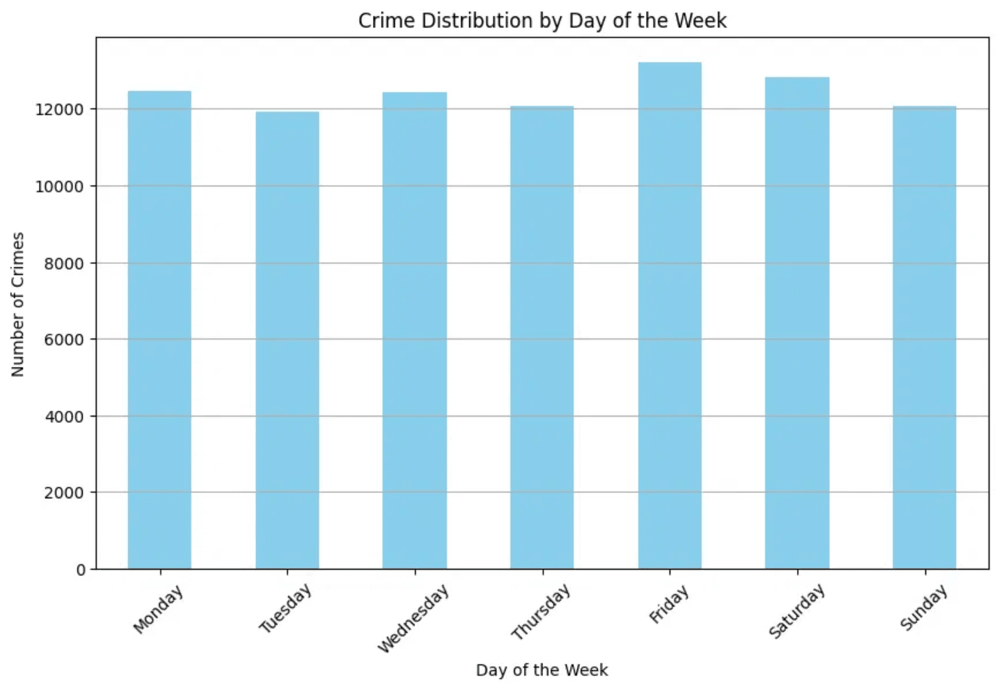 Crime Distribution by Day of the Week
Number of Crimes
12000
10000
8000
6000
4000
2000
0
Monday
Tuesday
Wednesday
Thursday
Friday
Saturday
Sunday
Day of the Week